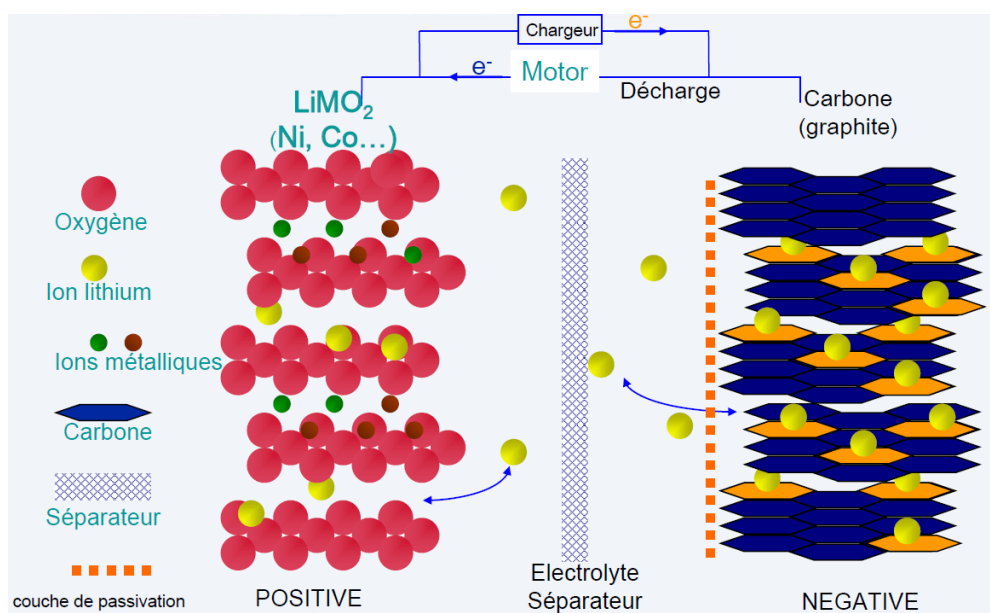 Chargeur
e-
e-
Motor
Décharge
LiMO2
(Ni, Co...)
Carbone
(graphite)
Oxygène
Ion lithium
Ions métalliques
Carbone
Séparateur
couche de passivation
POSITIVE
Electrolyte
Séparateur
NEGATIVE